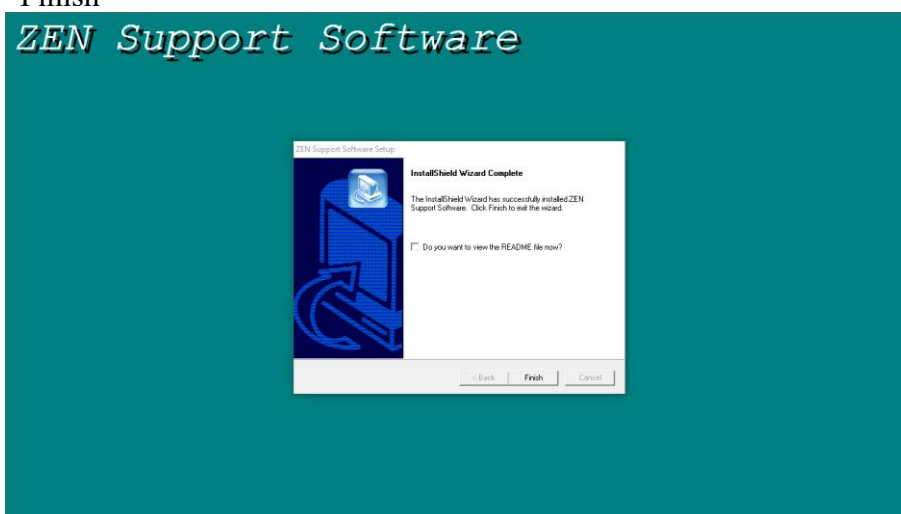 Finish
ZEN Support Software
ZEN Support Software Setup
InstallShield Wizard Complete
The InstallShield Wizard has successfully installed ZEN
Support Software. Click Finish to exit the wizard.
Do you want to view the README file now?
< Back
Finish
Cancel